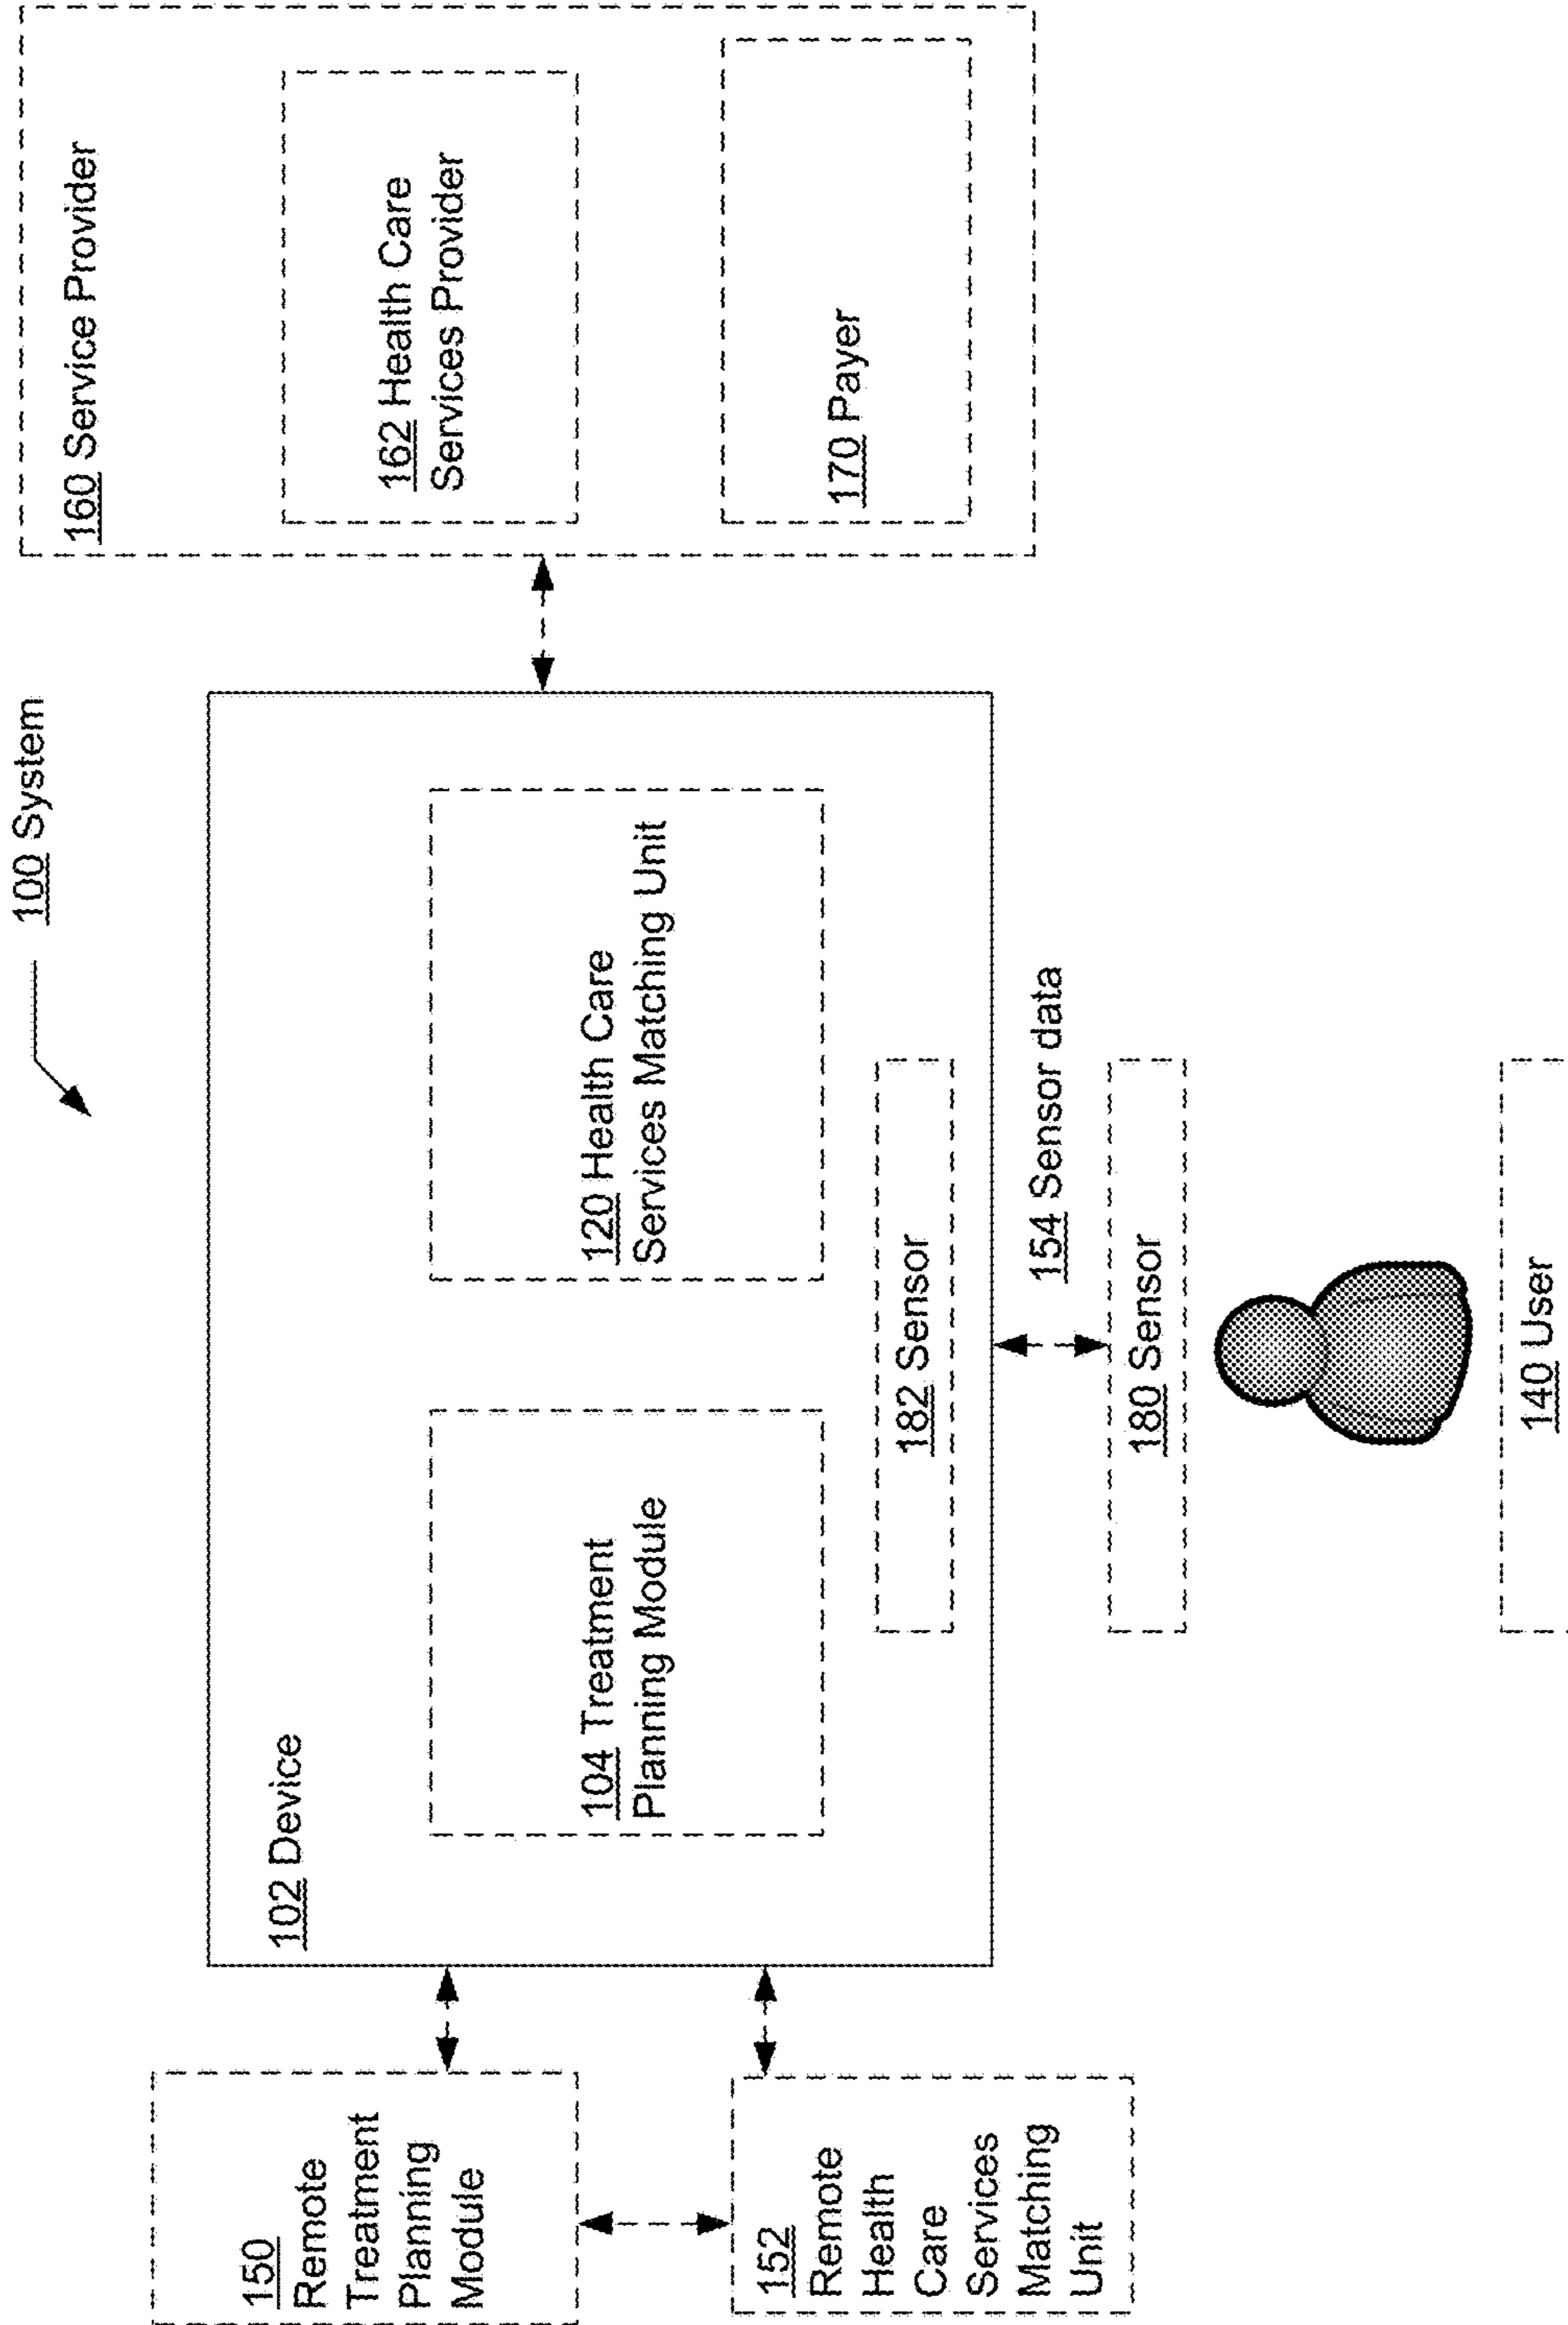 100 System
150
Remote
Treatment
Planning
Module
152
Remote
Health
Care
Services
Matching
Unit
102 Device
104 Treatment
Planning Module
120 Health Care
Services Matching Unit
182 Sensor
154 Sensor data
180 Sensor
140 User
160 Service Provider
162 Health Care
Services Provider
170 Payer